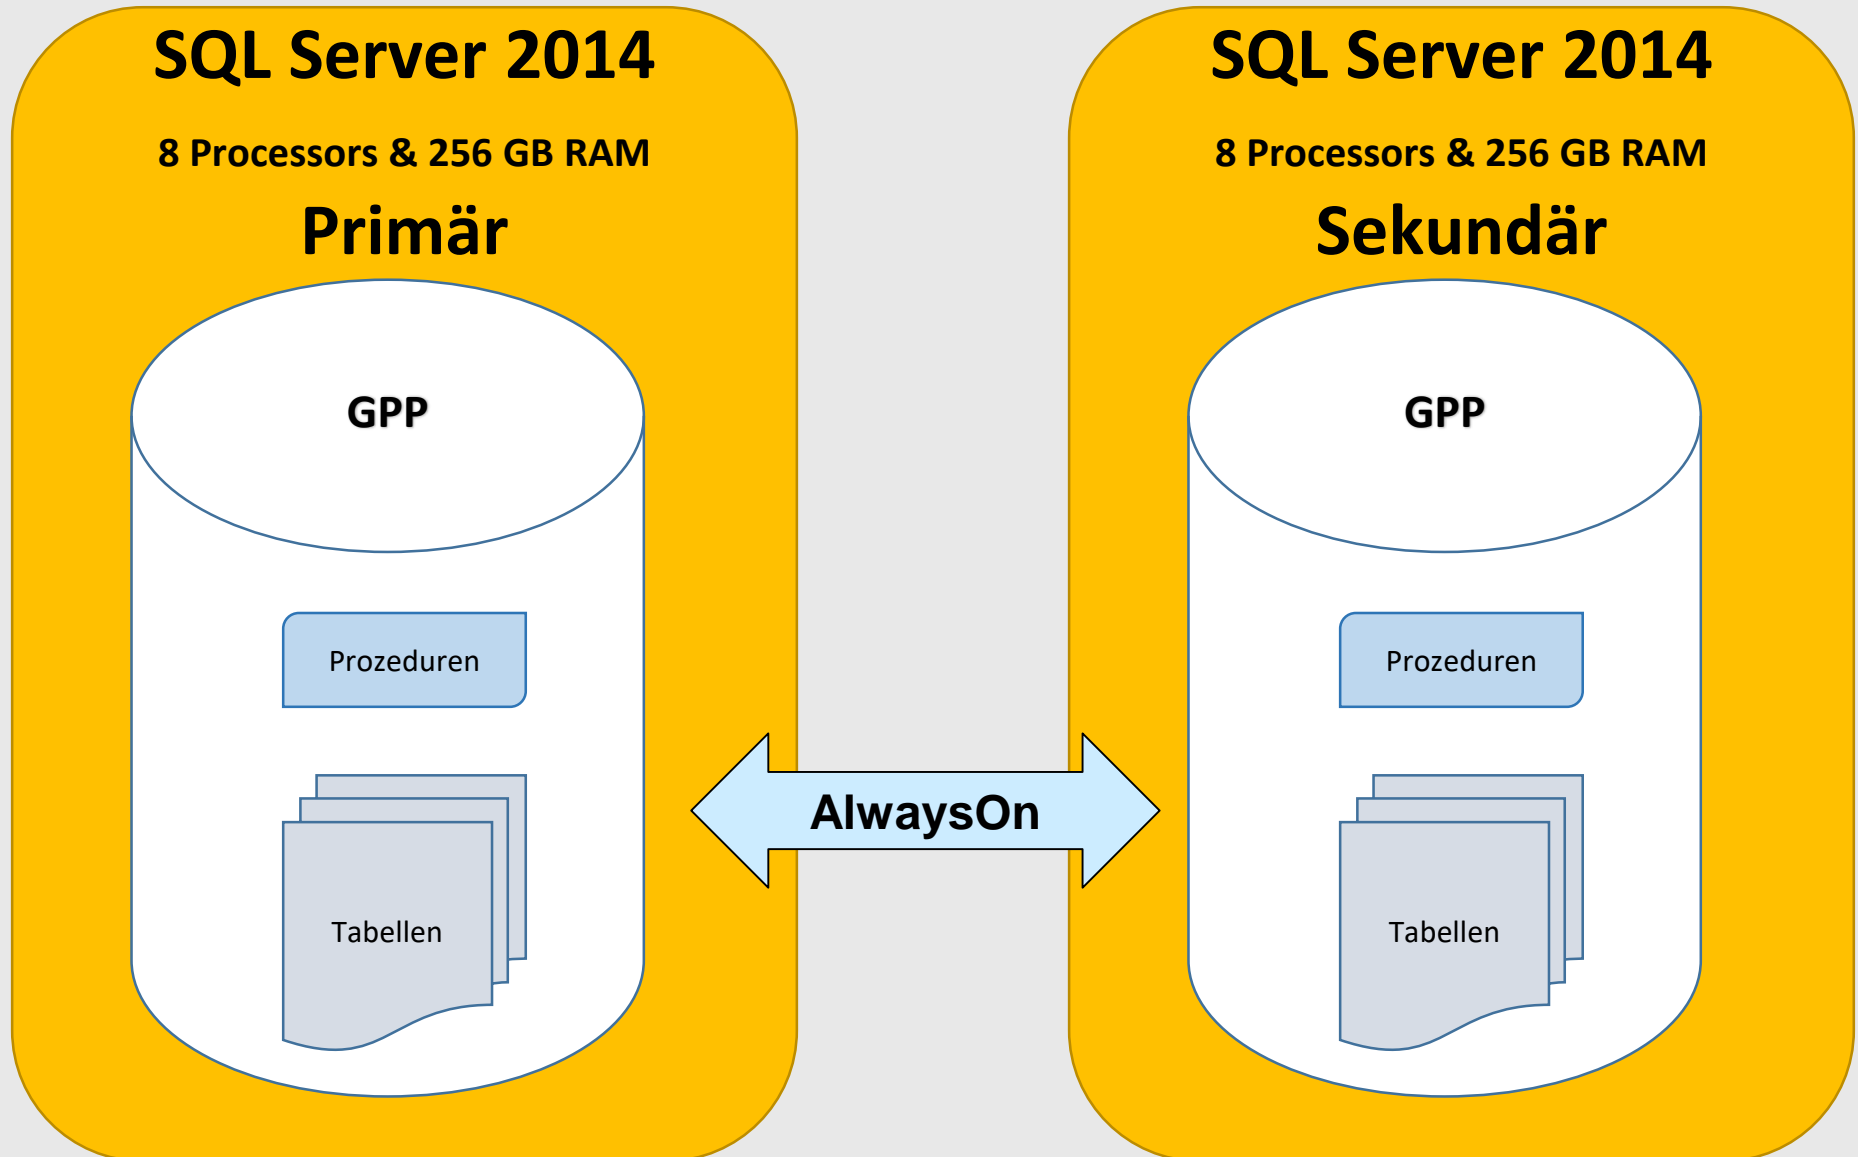 SQL Server 2014
8 Processors & 256 GB RAM
Primär
GPP
Prozeduren
Tabellen
AlwaysOn
SQL Server 2014
8 Processors & 256 GB RAM
Sekundär
GPP
Prozeduren
Tabellen